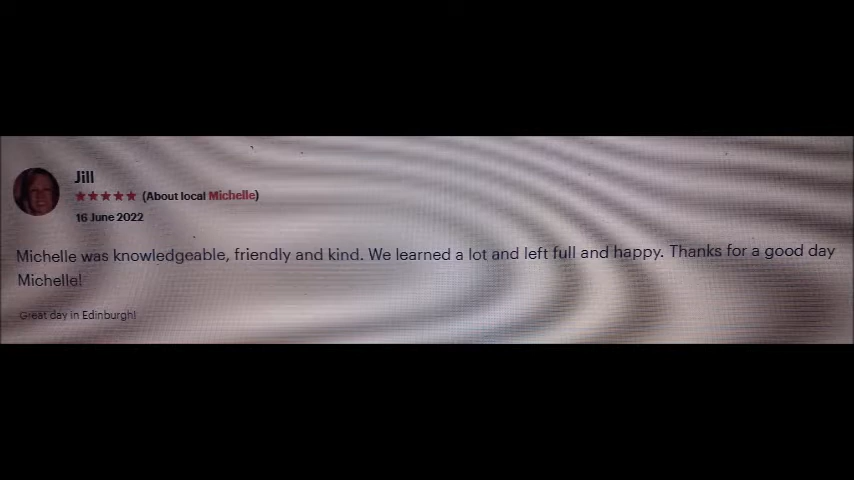 Jill
★★★★★ (About local Michelle)
16 June 2022
Michelle was knowledgeable, friendly and kind. We learned a lot and left full and happy. Thanks for a good day
Michelle!
Great day in Edinburgh!